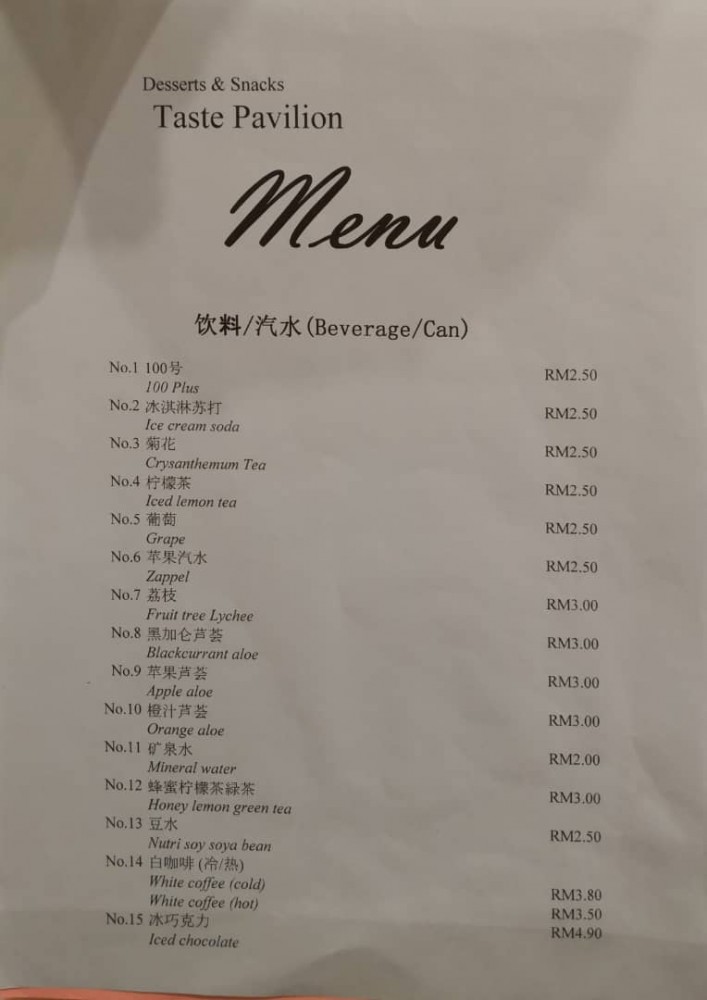 Desserts & Snacks
Taste Pavilion
Menu
饮料/汽水(Beverage/Can)
No.1 100号
100 Plus
RM2.50
No.2 冰淇淋苏打
Ice cream soda
RM2.50
No.3 菊花
Crysanthemum Tea
RM2.50
No.4 柠檬茶
Iced lemon tea
RM2.50
No.5 葡萄
Grape
RM2.50
No.6 苹果汽水
Zappel
RM2.50
No.7 荔枝
Fruit tree Lychee
RM3.00
No.8 黑加仑芦荟
Blackcurrant aloe
RM3.00
No.9 苹果芦荟
Apple aloe
RM3.00
No.10 橙汁芦荟
Orange aloe
RM3.00
No.11 矿泉水
Mineral water
RM2.00
No.12 蜂蜜柠檬茶緑茶
Honey lemon green tea
RM3.00
No.13 豆水
Nutri soy soya bean
RM2.50
No.14 白咖啡 (冷/热)
White coffee (cold)
RM3.80
White coffee (hot)
RM3.50
No.15 冰巧克力
Iced chocolate
RM4.90